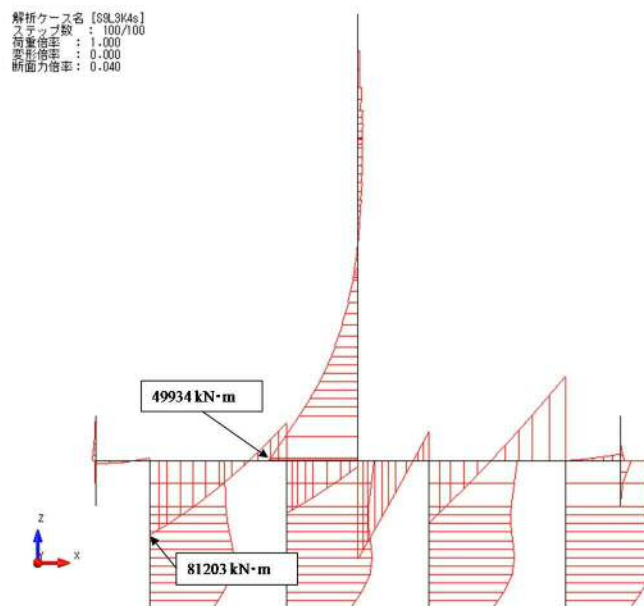 解析ケース名 [S9L3K4s]
ステップ数 : 100/100
荷重倍率 : 1.000
変形倍率 : 0.000
断面力倍率 : 0.040
49934 kN·m
81203 kN·m
Z
Y
X